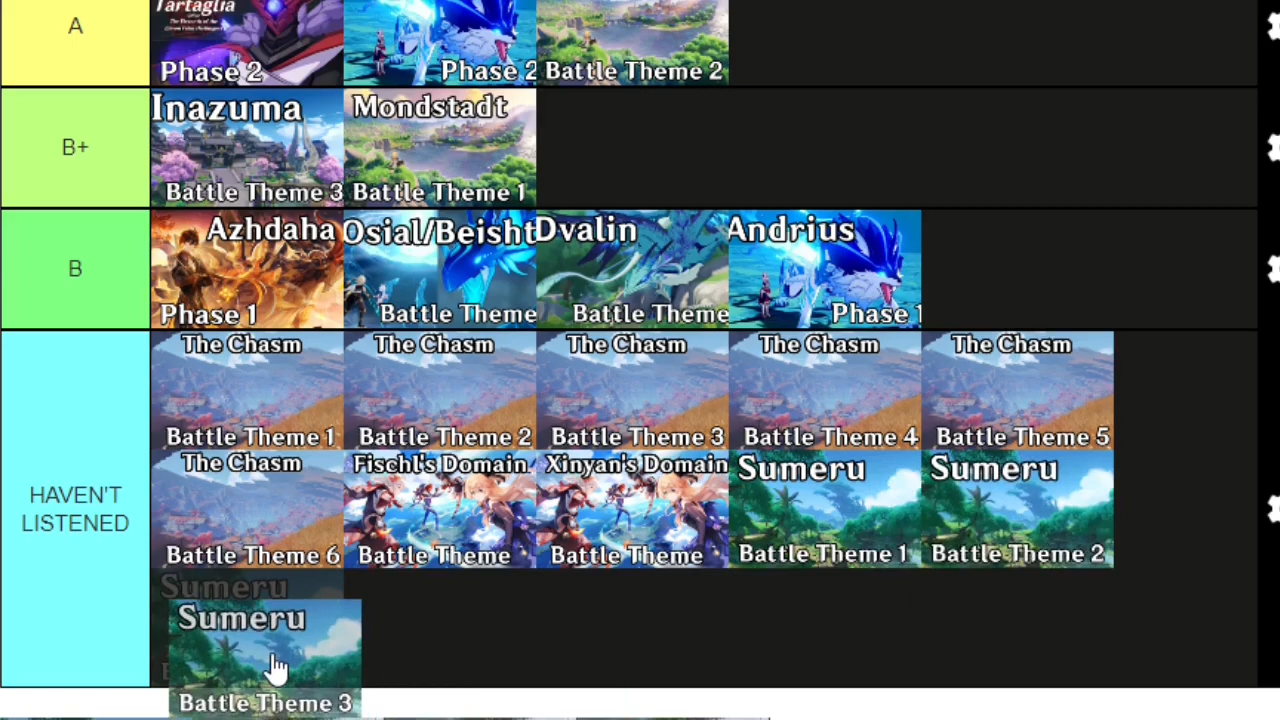 A
Tartaglia
Phase 2
Phase 2
Battle Theme 2
B+
Inazuma
Battle Theme 3
Mondstadt
Battle Theme 1
B
Azhdaha
Phase 1
Osial/Beisht
Battle Theme
Dvalin
Battle Theme
Andrius
Phase 1
HAVEN'T
LISTENED
The Chasm
Battle Theme 1
The Chasm
Battle Theme 2
The Chasm
Battle Theme 3
The Chasm
Battle Theme 4
The Chasm
Battle Theme 5
The Chasm
Battle Theme 6
Fischl's Domain
Battle Theme
Xinyan's Domain
Battle Theme
Sumeru
Battle Theme 1
Sumeru
Battle Theme 2
Sumeru
Sumeru
Battle Theme 3